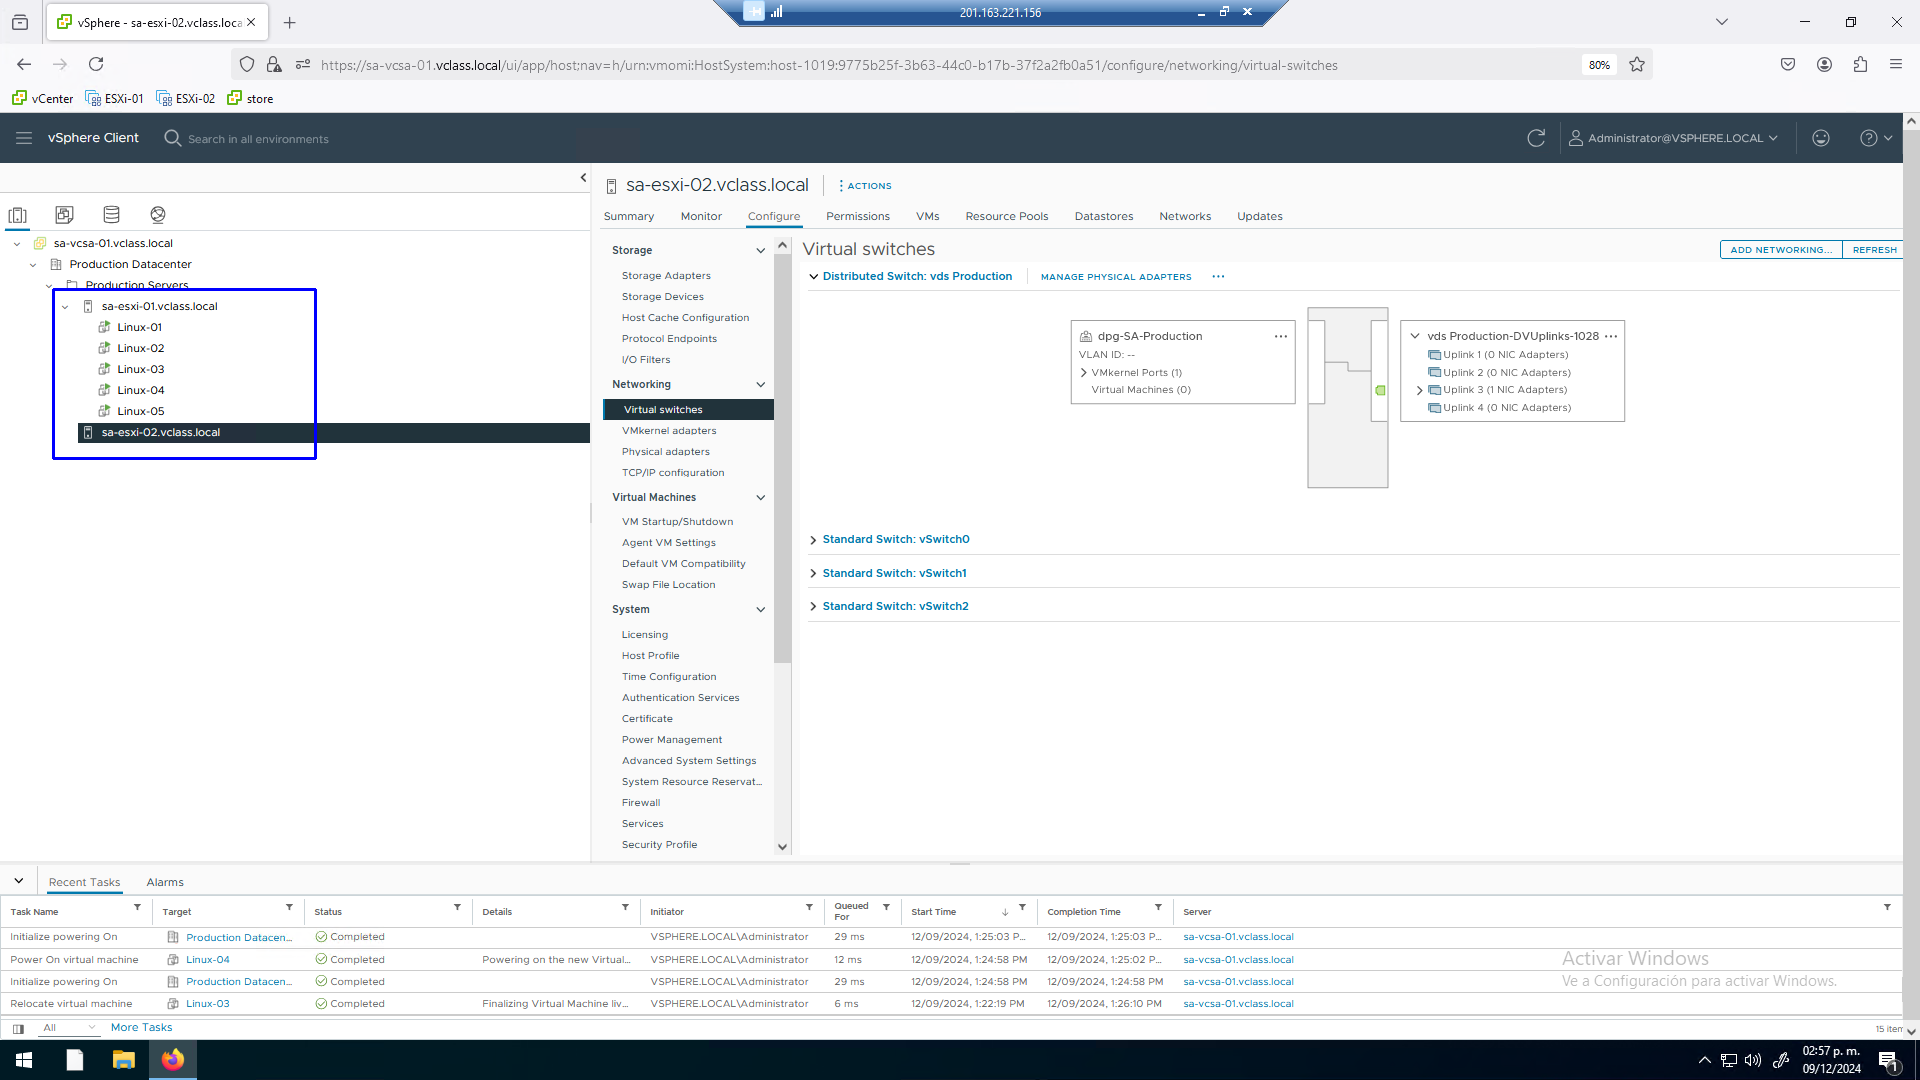 vSphere - sa-esxi-02.vclass.loca
201.163.221.156
https://sa-vcsa-01.vclass.local/ui/app/host;nav=h/urn:vmomi:HostSystem:host-1019:9775b25f-3b63-44c0-b17b-37f2a2fb0a51/configure/networking/virtual-switches
80%
vCenter
ESXi-01
ESXi-02
store
vSphere Client
Search in all environments
Administrator@VSPHERE.LOCAL
sa-esxi-02.vclass.local
ACTIONS
Summary
Monitor
Configure
Permissions
VMs
Resource Pools
Datastores
Networks
Updates
sa-vcsa-01.vclass.local
Production Datacenter
Production Servers
sa-esxi-01.vclass.local
Linux-01
Linux-02
Linux-03
Linux-04
Linux-05
sa-esxi-02.vclass.local
Storage
Storage Adapters
Storage Devices
Host Cache Configuration
Protocol Endpoints
I/O Filters
Networking
Virtual switches
VMkernel adapters
Physical adapters
TCP/IP configuration
Virtual Machines
VM Startup/Shutdown
Agent VM Settings
Default VM Compatibility
Swap File Location
System
Licensing
Host Profile
Time Configuration
Authentication Services
Certificate
Power Management
Advanced System Settings
System Resource Reservat...
Firewall
Services
Security Profile
Virtual switches
ADD NETWORKING...
REFRESH
Distributed Switch: vds Production
MANAGE PHYSICAL ADAPTERS
dpg-SA-Production
VLAN ID: --
VMkernel Ports (1)
Virtual Machines (0)
vds Production-DVUplinks-1028
Uplink 1 (0 NIC Adapters)
Uplink 2 (0 NIC Adapters)
Uplink 3 (1 NIC Adapters)
Uplink 4 (0 NIC Adapters)
Standard Switch: vSwitch0
Standard Switch: vSwitch1
Standard Switch: vSwitch2
Recent Tasks
Alarms
Task Name Target Status Details Initiator Queued For Start Time Completion Time Server
Initialize powering On Production Datacen... Completed VSPHERE.LOCAL\Administrator 29 ms 12/09/2024, 1:25:03 P... 12/09/2024, 1:25:03 P... sa-vcsa-01.vclass.local
Power On virtual machine Linux-04 Completed Powering on the new Virtual... VSPHERE.LOCAL\Administrator 12 ms 12/09/2024, 1:24:58 PM 12/09/2024, 1:25:02 P... sa-vcsa-01.vclass.local
Initialize powering On Production Datacen... Completed VSPHERE.LOCAL\Administrator 29 ms 12/09/2024, 1:24:58 PM 12/09/2024, 1:24:58 PM sa-vcsa-01.vclass.local
Relocate virtual machine Linux-03 Completed Finalizing Virtual Machine liv... VSPHERE.LOCAL\Administrator 6 ms 12/09/2024, 1:22:19 PM 12/09/2024, 1:26:10 PM sa-vcsa-01.vclass.local
All
More Tasks
15 item
Activar Windows
Ve a Configuración para activar Windows.
02:57 p. m.
09/12/2024
1